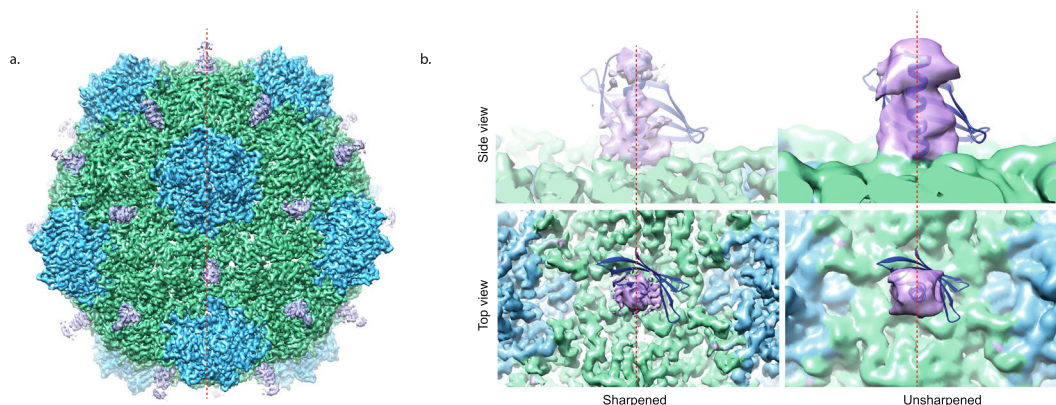 a.
b.
Side view
Top view
Sharpened
Unsharpened